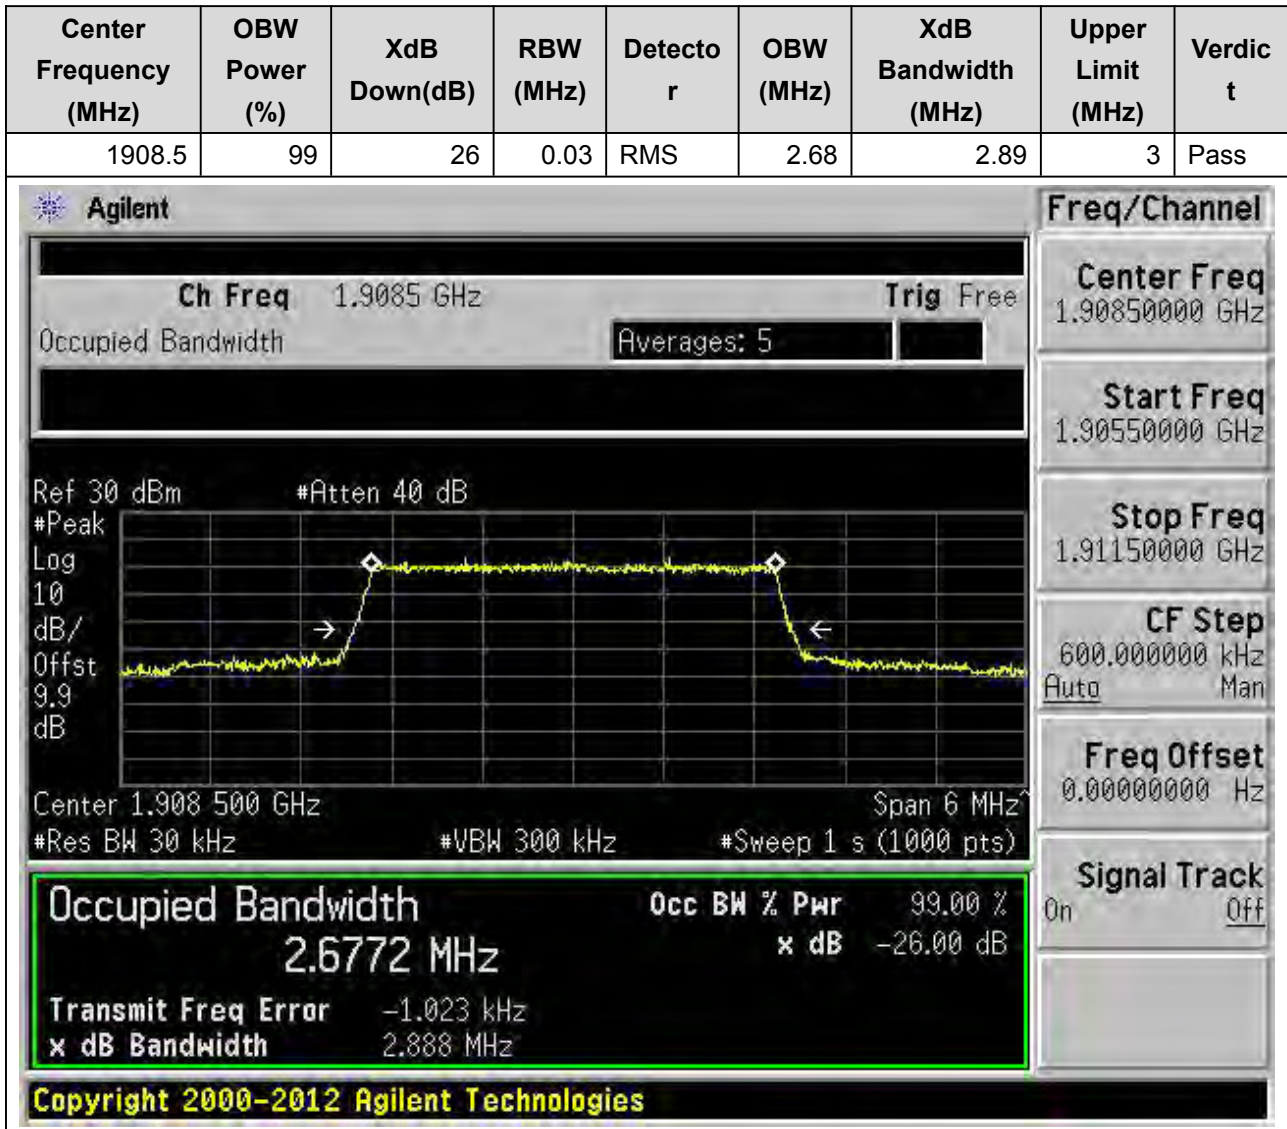 Center Frequency (MHz) OBW Power (%) XdB Down(dB) RBW (MHz) Detecto r OBW (MHz) XdB Bandwidth (MHz) Upper Limit (MHz) Verdic t
1908.5 99 26 0.03 RMS 2.68 2.89 3 Pass
Agilent
Freq/Channel
Ch Freq 1.9085 GHz Trig Free
Occupied Bandwidth Averages: 5
Center Freq
1.90850000 GHz
Start Freq
1.90550000 GHz
Stop Freq
1.91150000 GHz
CF Step
600.000000 kHz
Auto Man
Freq Offset
0.00000000 Hz
Signal Track
On Off
Ref 30 dBm #Atten 40 dB
#Peak
Log
10
dB/
Offst
9.9
dB
Center 1.908 500 GHz Span 6 MHz^
#Res BW 30 kHz #VBW 300 kHz #Sweep 1 s (1000 pts)
Occupied Bandwidth Occ BW % Pwr 99.00 %
2.6772 MHz x dB -26.00 dB
Transmit Freq Error -1.023 kHz
x dB Bandwidth 2.888 MHz
Copyright 2000-2012 Agilent Technologies